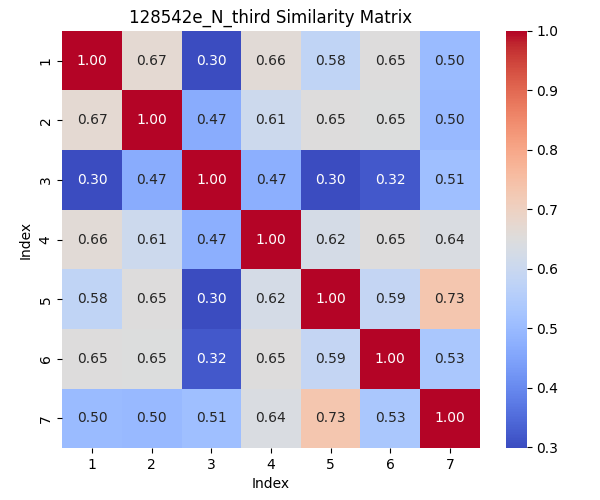 128542e_N_third Similarity Matrix
1 1.00 0.67 0.30 0.66 0.58 0.65 0.50
2 0.67 1.00 0.47 0.61 0.65 0.65 0.50
3 0.30 0.47 1.00 0.47 0.30 0.32 0.51
4 0.66 0.61 0.47 1.00 0.62 0.65 0.64
5 0.58 0.65 0.30 0.62 1.00 0.59 0.73
6 0.65 0.65 0.32 0.65 0.59 1.00 0.53
7 0.50 0.50 0.51 0.64 0.73 0.53 1.00
1 2 3 4 5 6 7
Index
Index
1.0
0.9
0.8
0.7
0.6
0.5
0.4
0.3